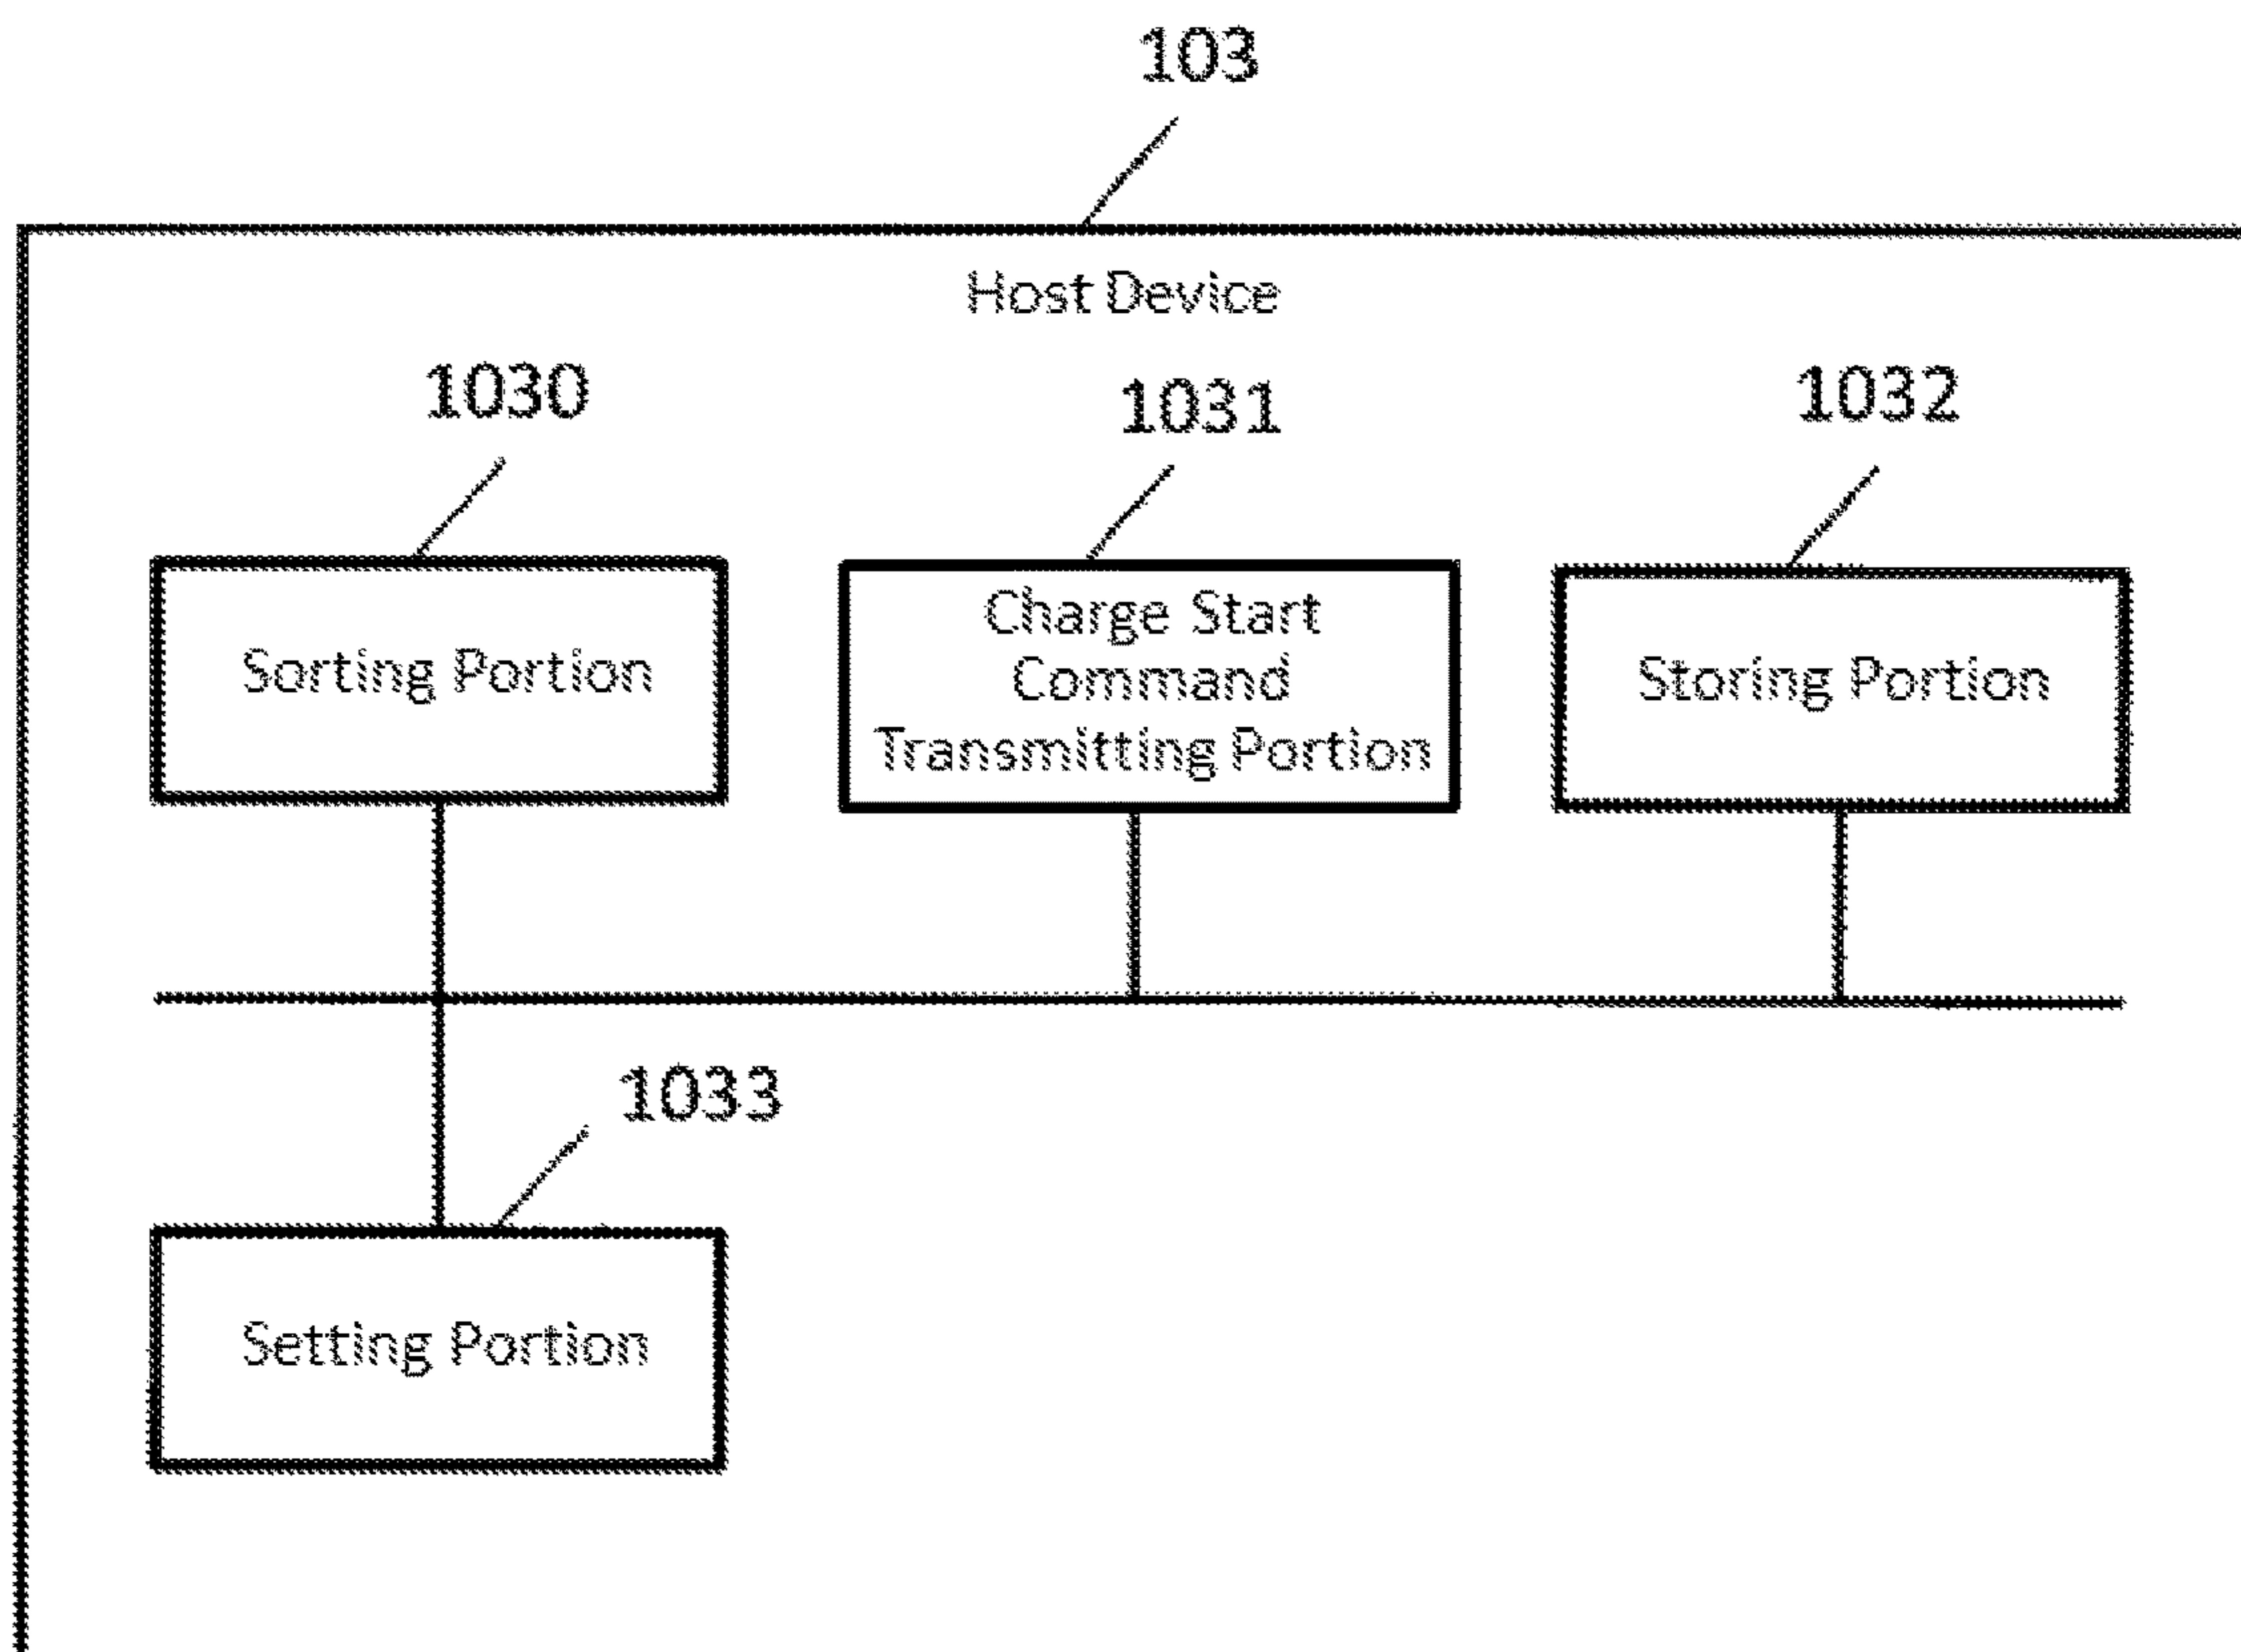 103
Host Device
1030
1031
1032
Sorting Portion
Charge Start
Command
Transmitting Portion
Storing Portion
1033
Setting Portion